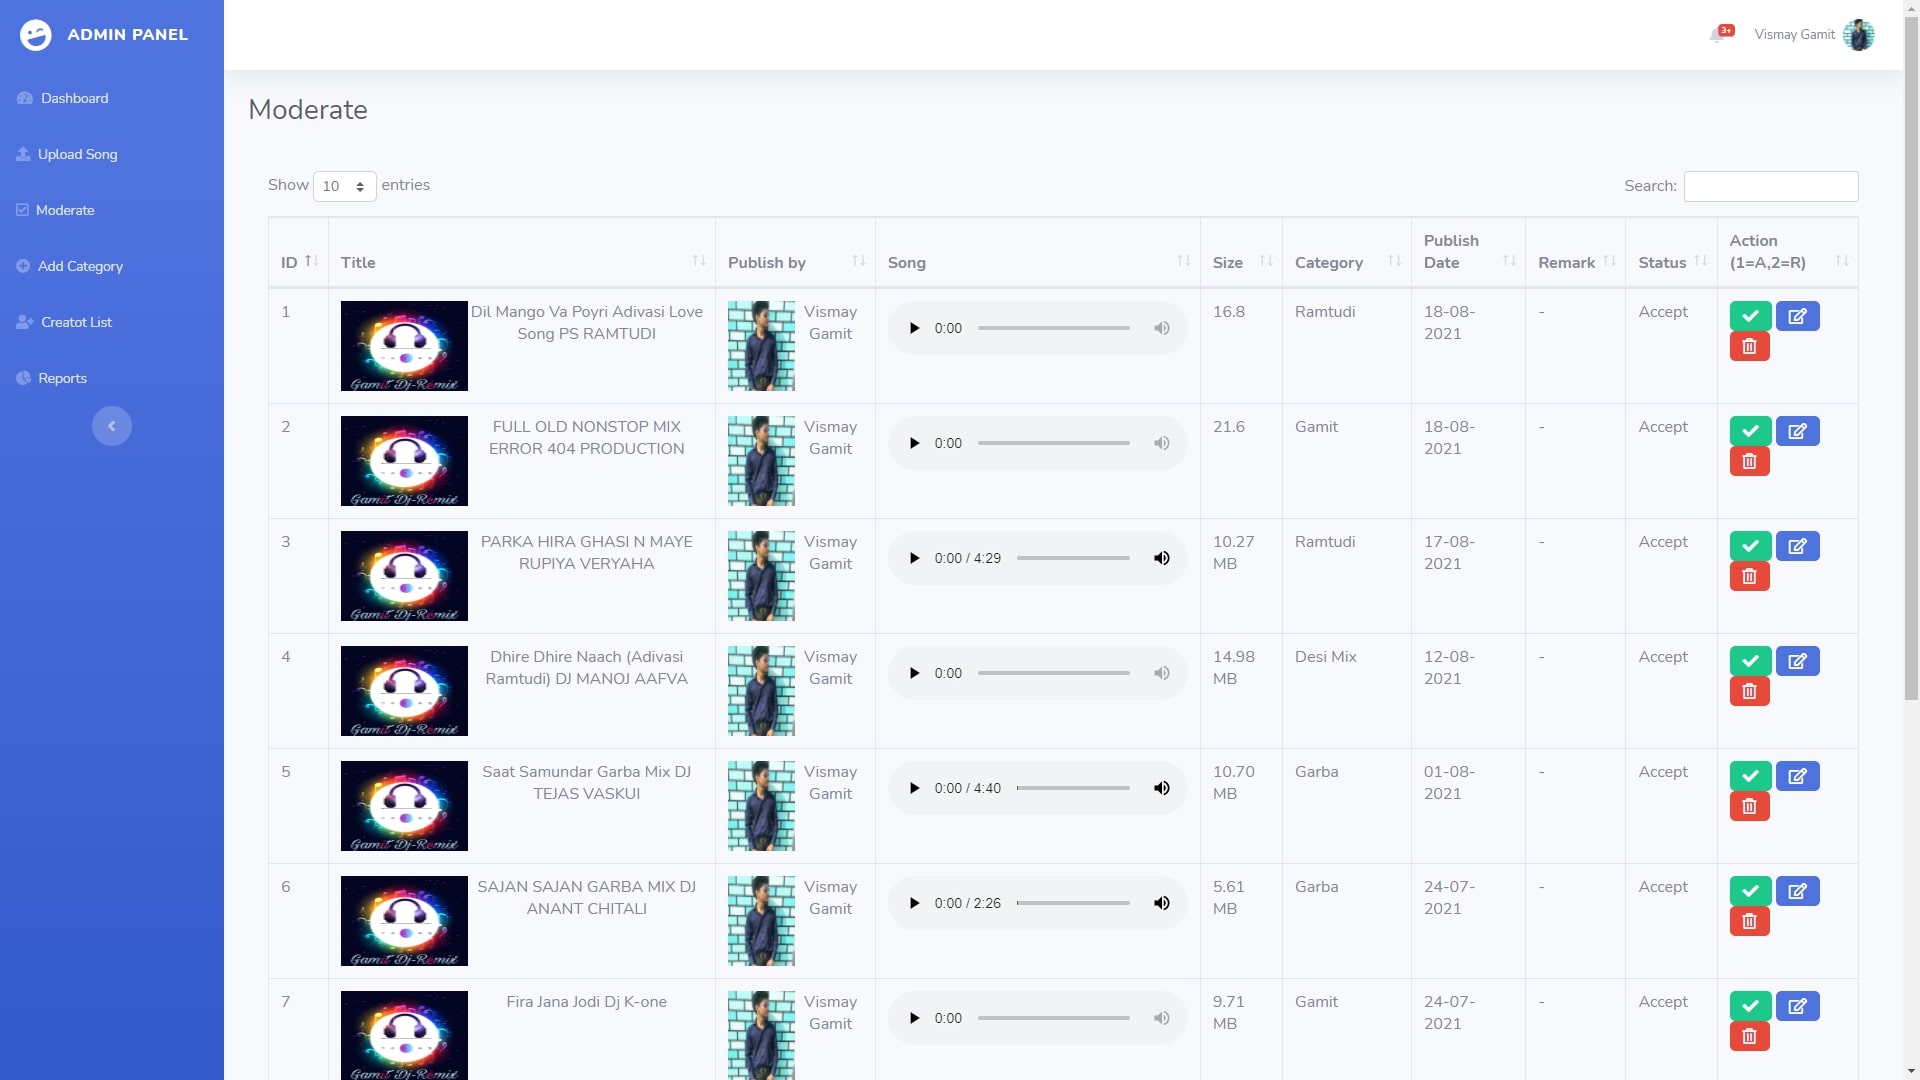 ADMIN PANEL
3+
Vismay Gamit
Dashboard
Upload Song
Moderate
Add Category
Creatot List
Reports
Moderate
Show 10 entries
Search:
ID Title Publish by Song Size Category Publish Date Remark Status Action (1=A,2=R)
1 Gamit Dj-Remix Dil Mango Va Poyri Adivasi Love Song PS RAMTUDI Vismay Gamit 0:00 16.8 Ramtudi 18-08-2021 - Accept
2 Gamit Dj-Remix FULL OLD NONSTOP MIX ERROR 404 PRODUCTION Vismay Gamit 0:00 21.6 Gamit 18-08-2021 - Accept
3 Gamit Dj-Remix PARKA HIRA GHASI N MAYE RUPIYA VERYAHA Vismay Gamit 0:00 / 4:29 10.27 MB Ramtudi 17-08-2021 - Accept
4 Gamit Dj-Remix Dhire Dhire Naach (Adivasi Ramtudi) DJ MANOJ AAFVA Vismay Gamit 0:00 14.98 MB Desi Mix 12-08-2021 - Accept
5 Gamit Dj-Remix Saat Samundar Garba Mix DJ TEJAS VASKUI Vismay Gamit 0:00 / 4:40 10.70 MB Garba 01-08-2021 - Accept
6 Gamit Dj-Remix SAJAN SAJAN GARBA MIX DJ ANANT CHITALI Vismay Gamit 0:00 / 2:26 5.61 MB Garba 24-07-2021 - Accept
7 Gamit Dj-Remix Fira Jana Jodi Dj K-one Vismay Gamit 0:00 9.71 MB Gamit 24-07-2021 - Accept